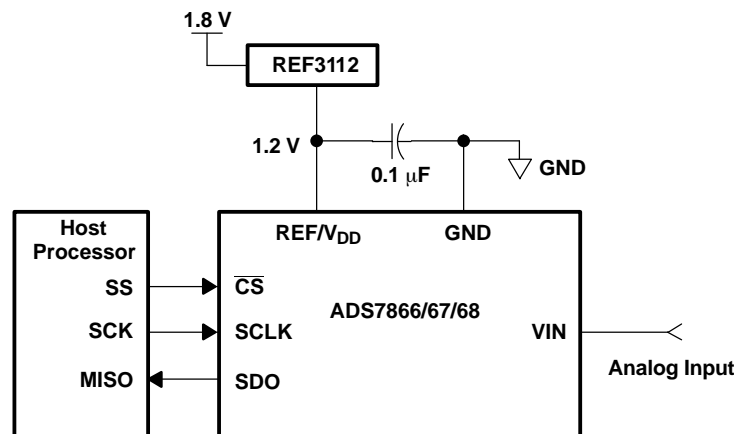 1.8 V
REF3112
1.2 V
0.1 μF
GND
Host
Processor
REF/VDD
GND
SS
CS
ADS7866/67/68
SCK
SCLK
VIN
MISO
SDO
Analog Input